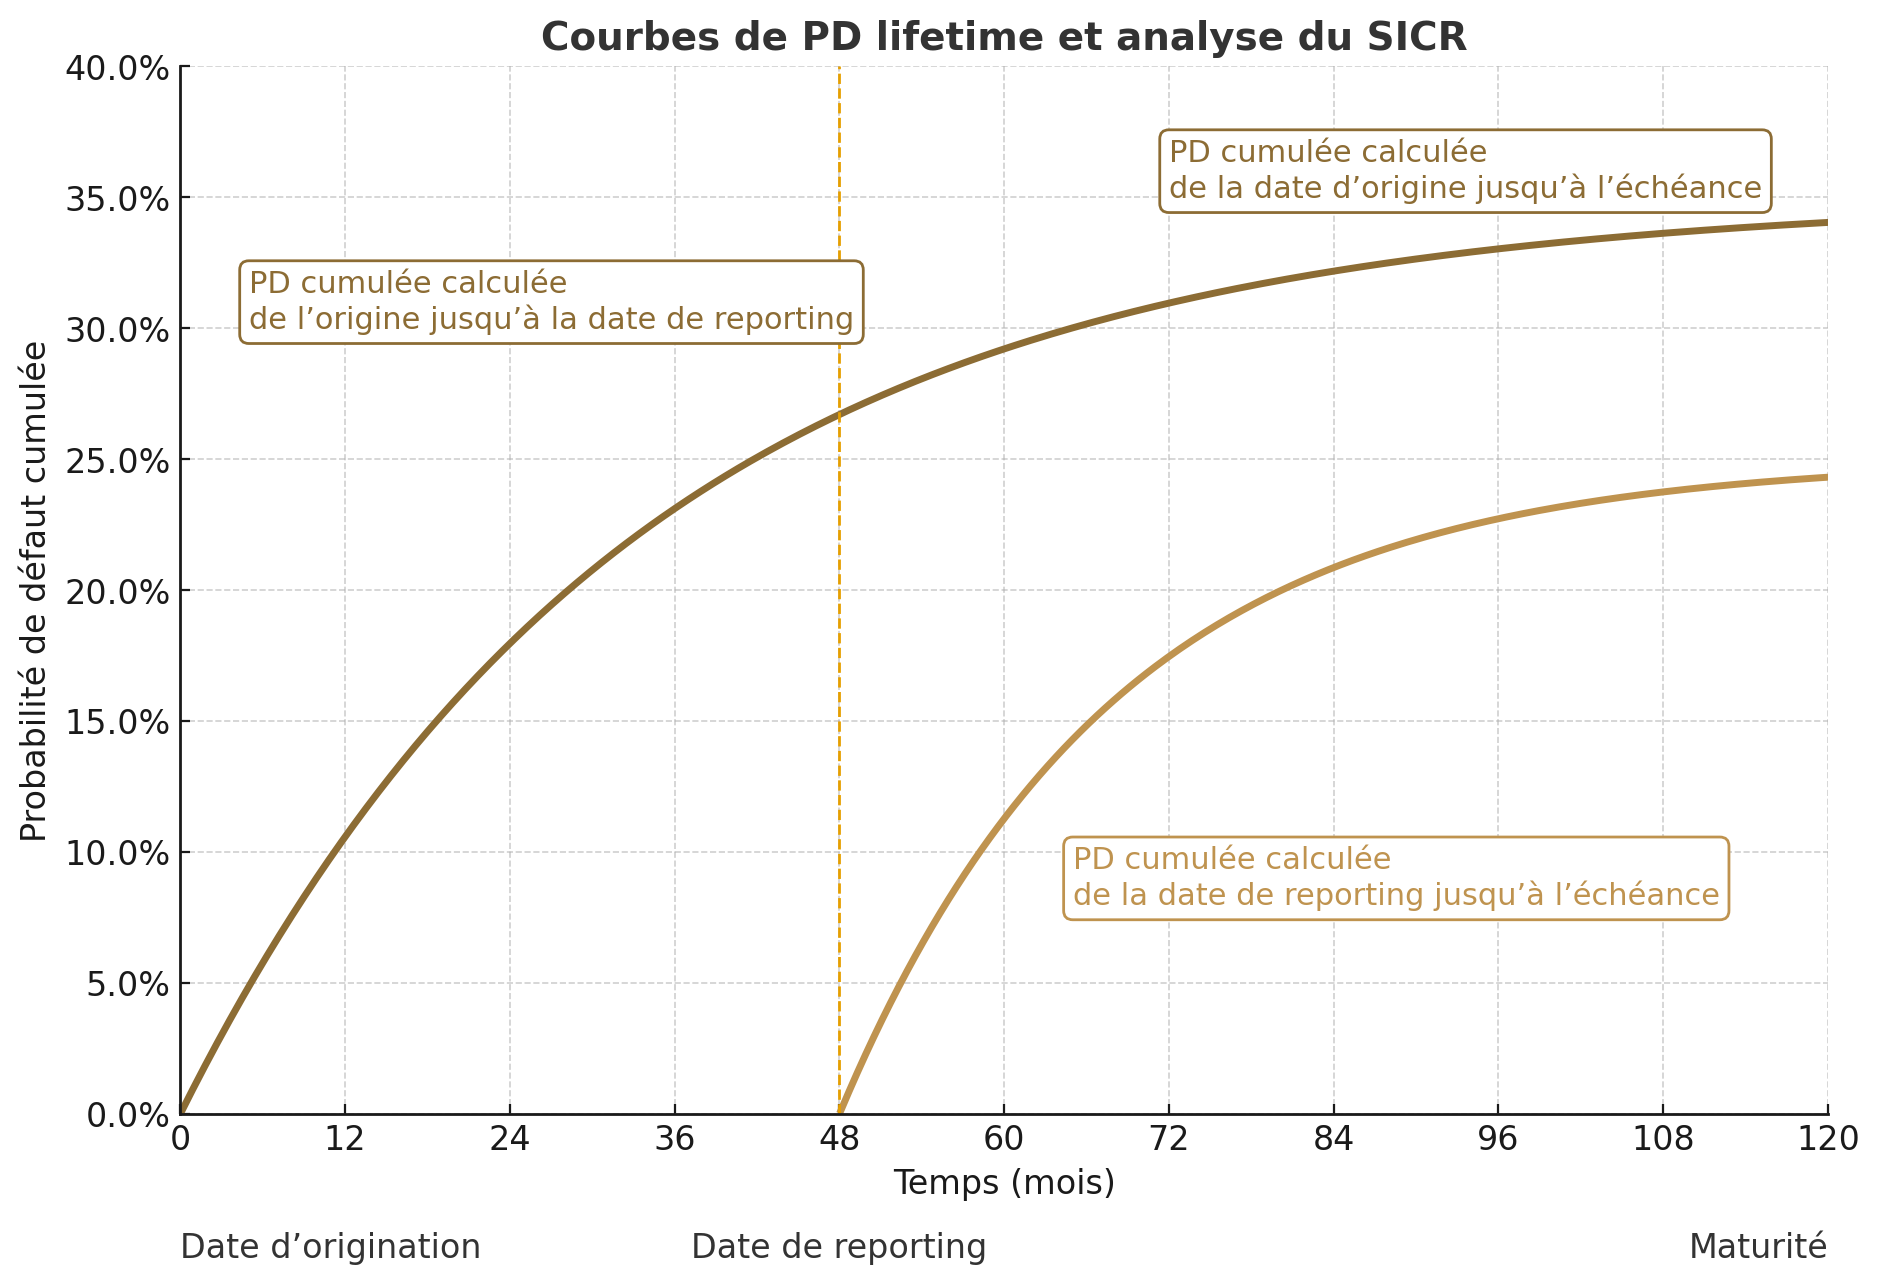 Courbes de PD lifetime et analyse du SICR
40.0%
35.0%
30.0%
25.0%
20.0%
15.0%
10.0%
5.0%
0.0%
Probabilité de défaut cumulée
PD cumulée calculée
de la date d’origine jusqu’à l’échéance
PD cumulée calculée
de l’origine jusqu’à la date de reporting
PD cumulée calculée
de la date de reporting jusqu’à l’échéance
0 12 24 36 48 60 72 84 96 108 120
Temps (mois)
Date d’origination Date de reporting Maturité